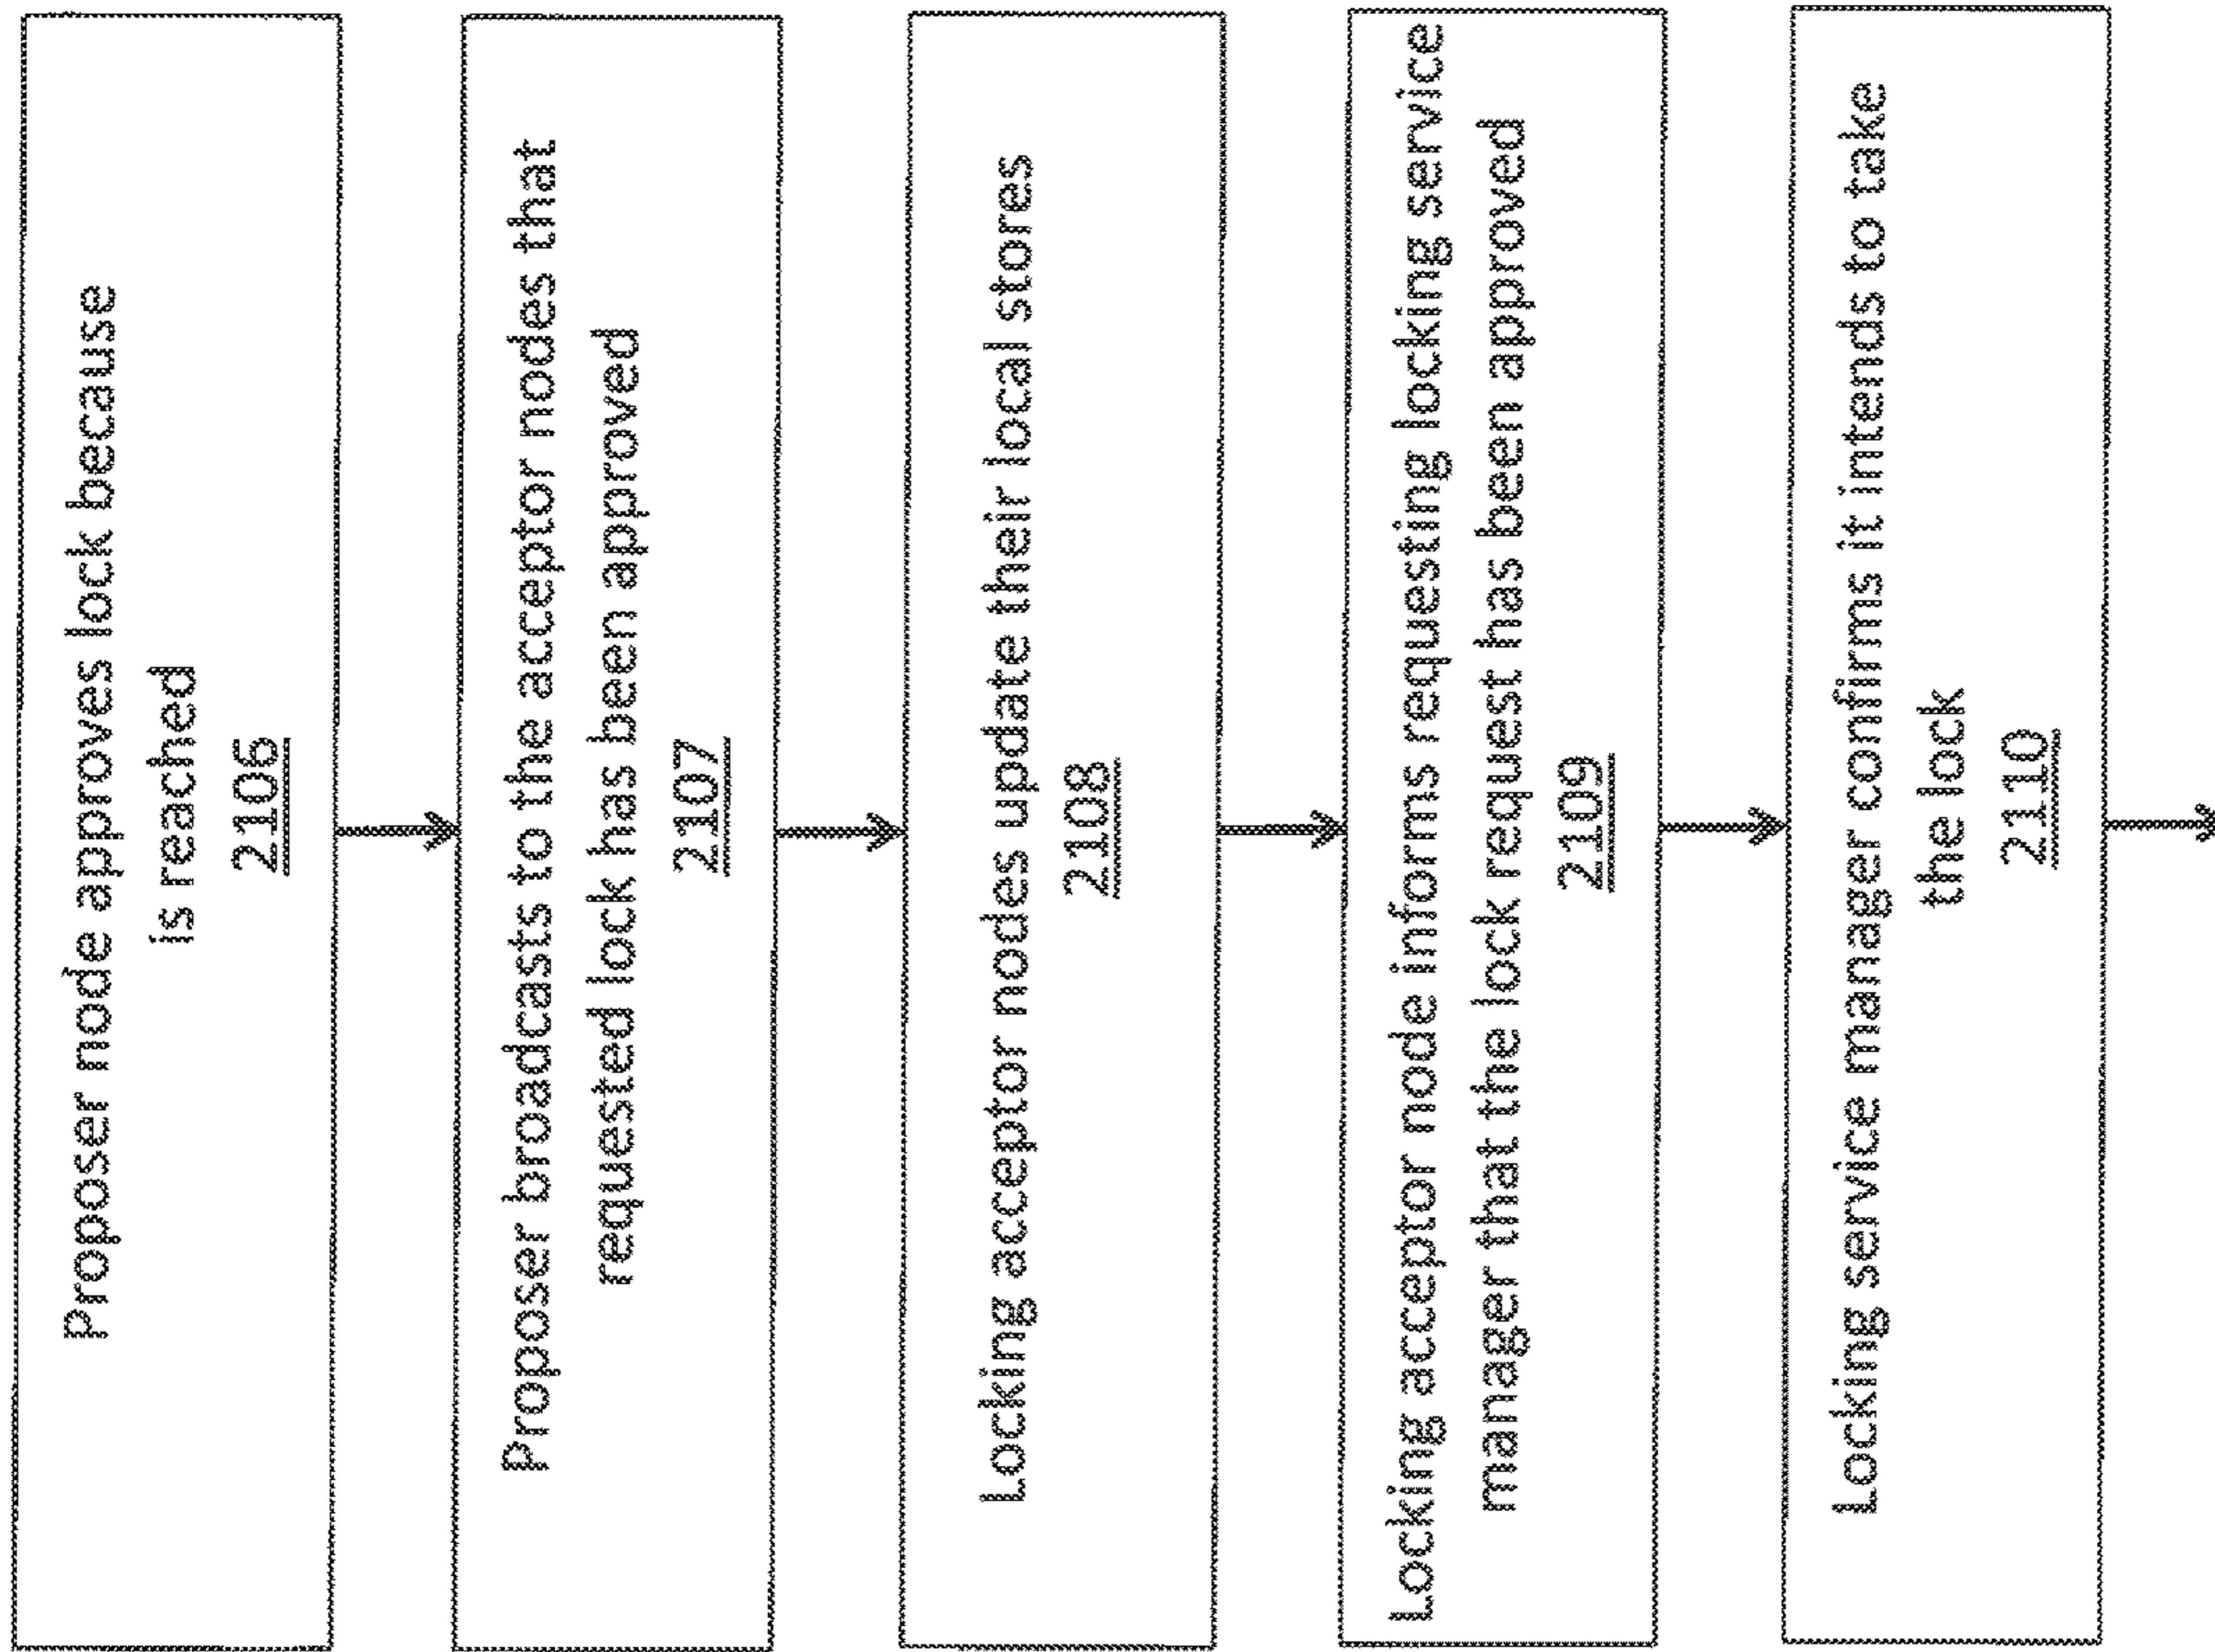 Proposer node approves lock because
is reached
2106
Proposer broadcasts to the acceptor nodes that
requested lock has been approved
2107
Locking acceptor nodes update their local stores
2108
Locking acceptor node informs requesting locking service
manager that the lock request has been approved
2109
Locking service manager confirms it intends to take
the lock
2110